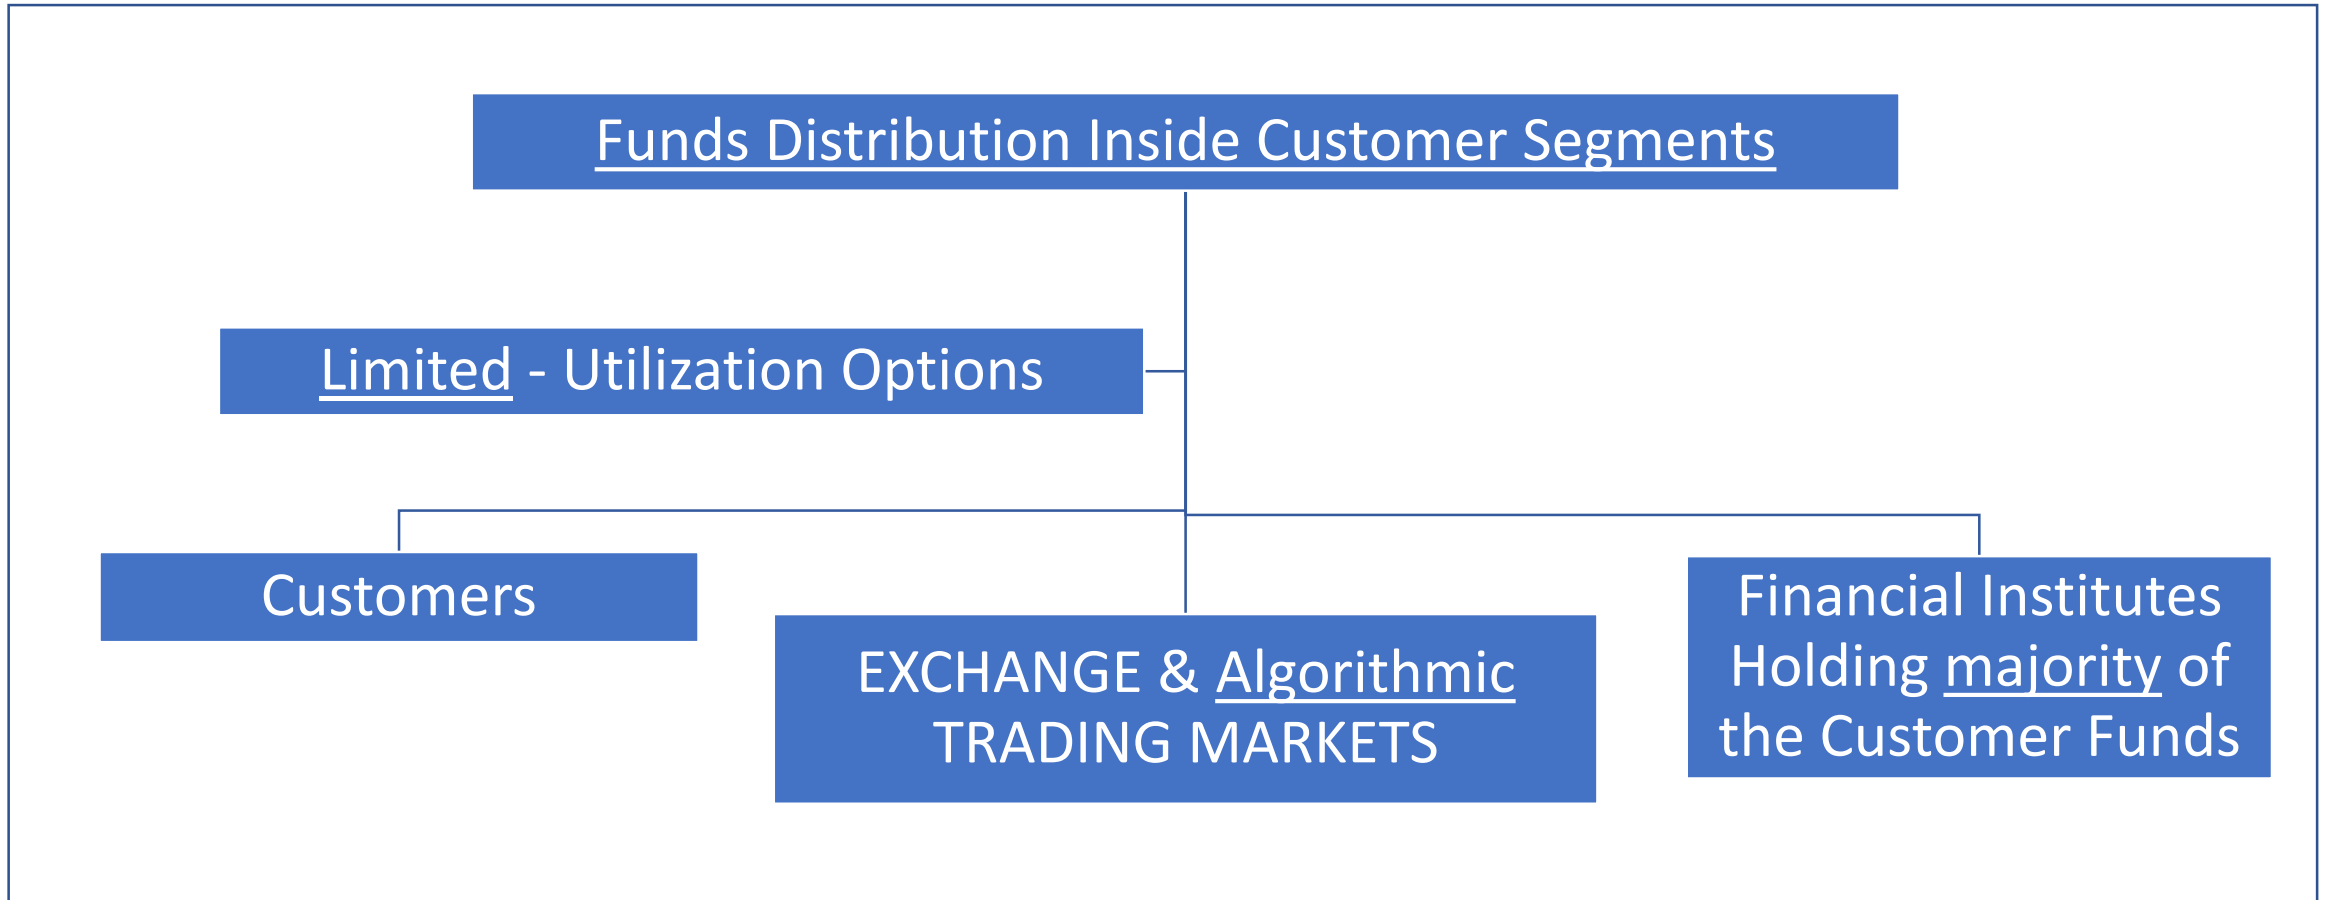 Funds Distribution Inside Customer Segments
Limited - Utilization Options
Customers
EXCHANGE & Algorithmic
TRADING MARKETS
Financial Institutes
Holding majority of
the Customer Funds